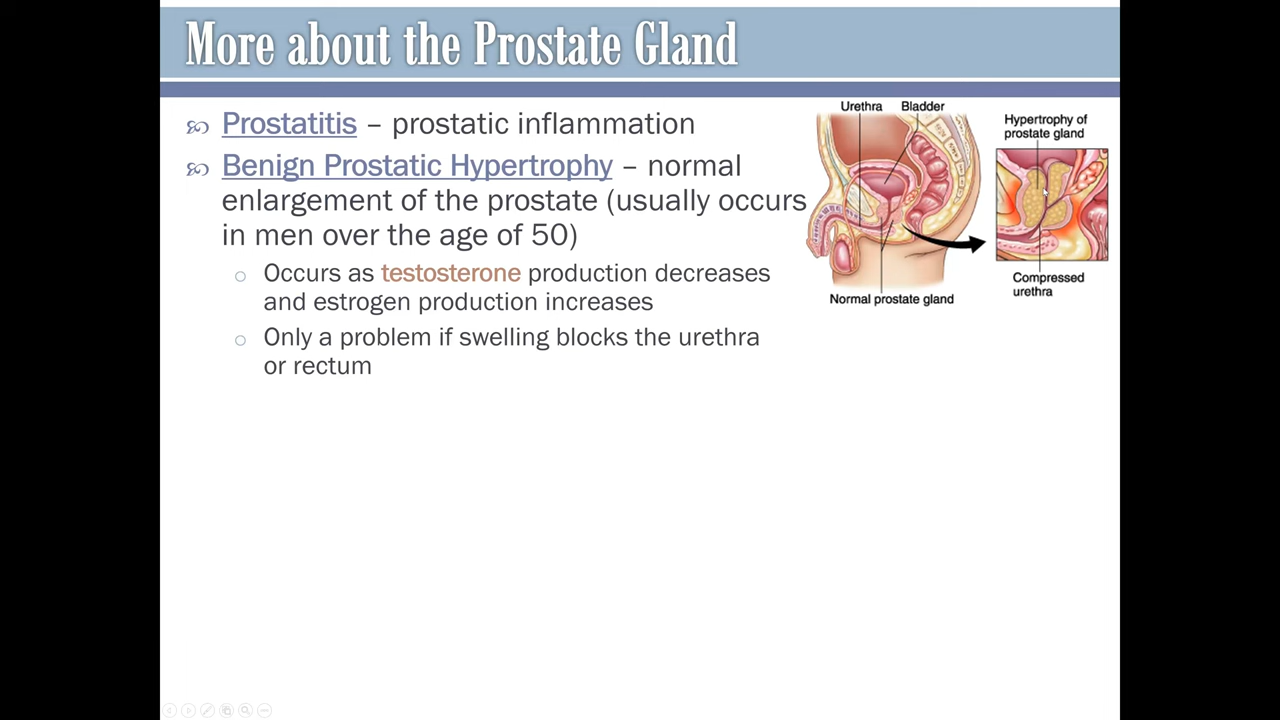 More about the Prostate Gland
Prostatitis – prostatic inflammation
Benign Prostatic Hypertrophy – normal
enlargement of the prostate (usually occurs
in men over the age of 50)
Occurs as testosterone production decreases
and estrogen production increases
Only a problem if swelling blocks the urethra
or rectum
Urethra
Bladder
Normal prostate gland
Hypertrophy of
prostate gland
Compressed
urethra